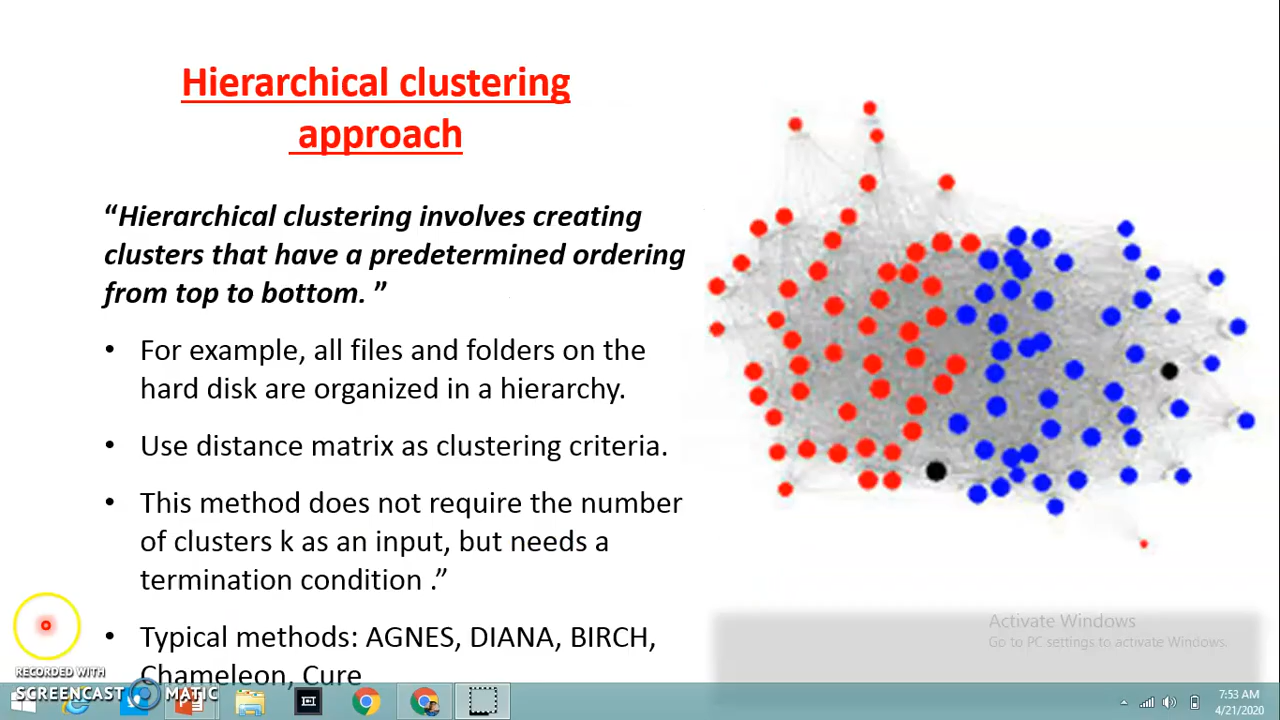 Hierarchical clustering
approach
“Hierarchical clustering involves creating
clusters that have a predetermined ordering
from top to bottom. ”
• For example, all files and folders on the
hard disk are organized in a hierarchy.
• Use distance matrix as clustering criteria.
• This method does not require the number
of clusters k as an input, but needs a
termination condition .”
• Typical methods: AGNES, DIANA, BIRCH,
Chameleon, Cure
Activate Windows
Go to PC settings to activate Windows.
RECORDED WITH
SCREENCAST MATIC
7:53 AM
4/21/2020